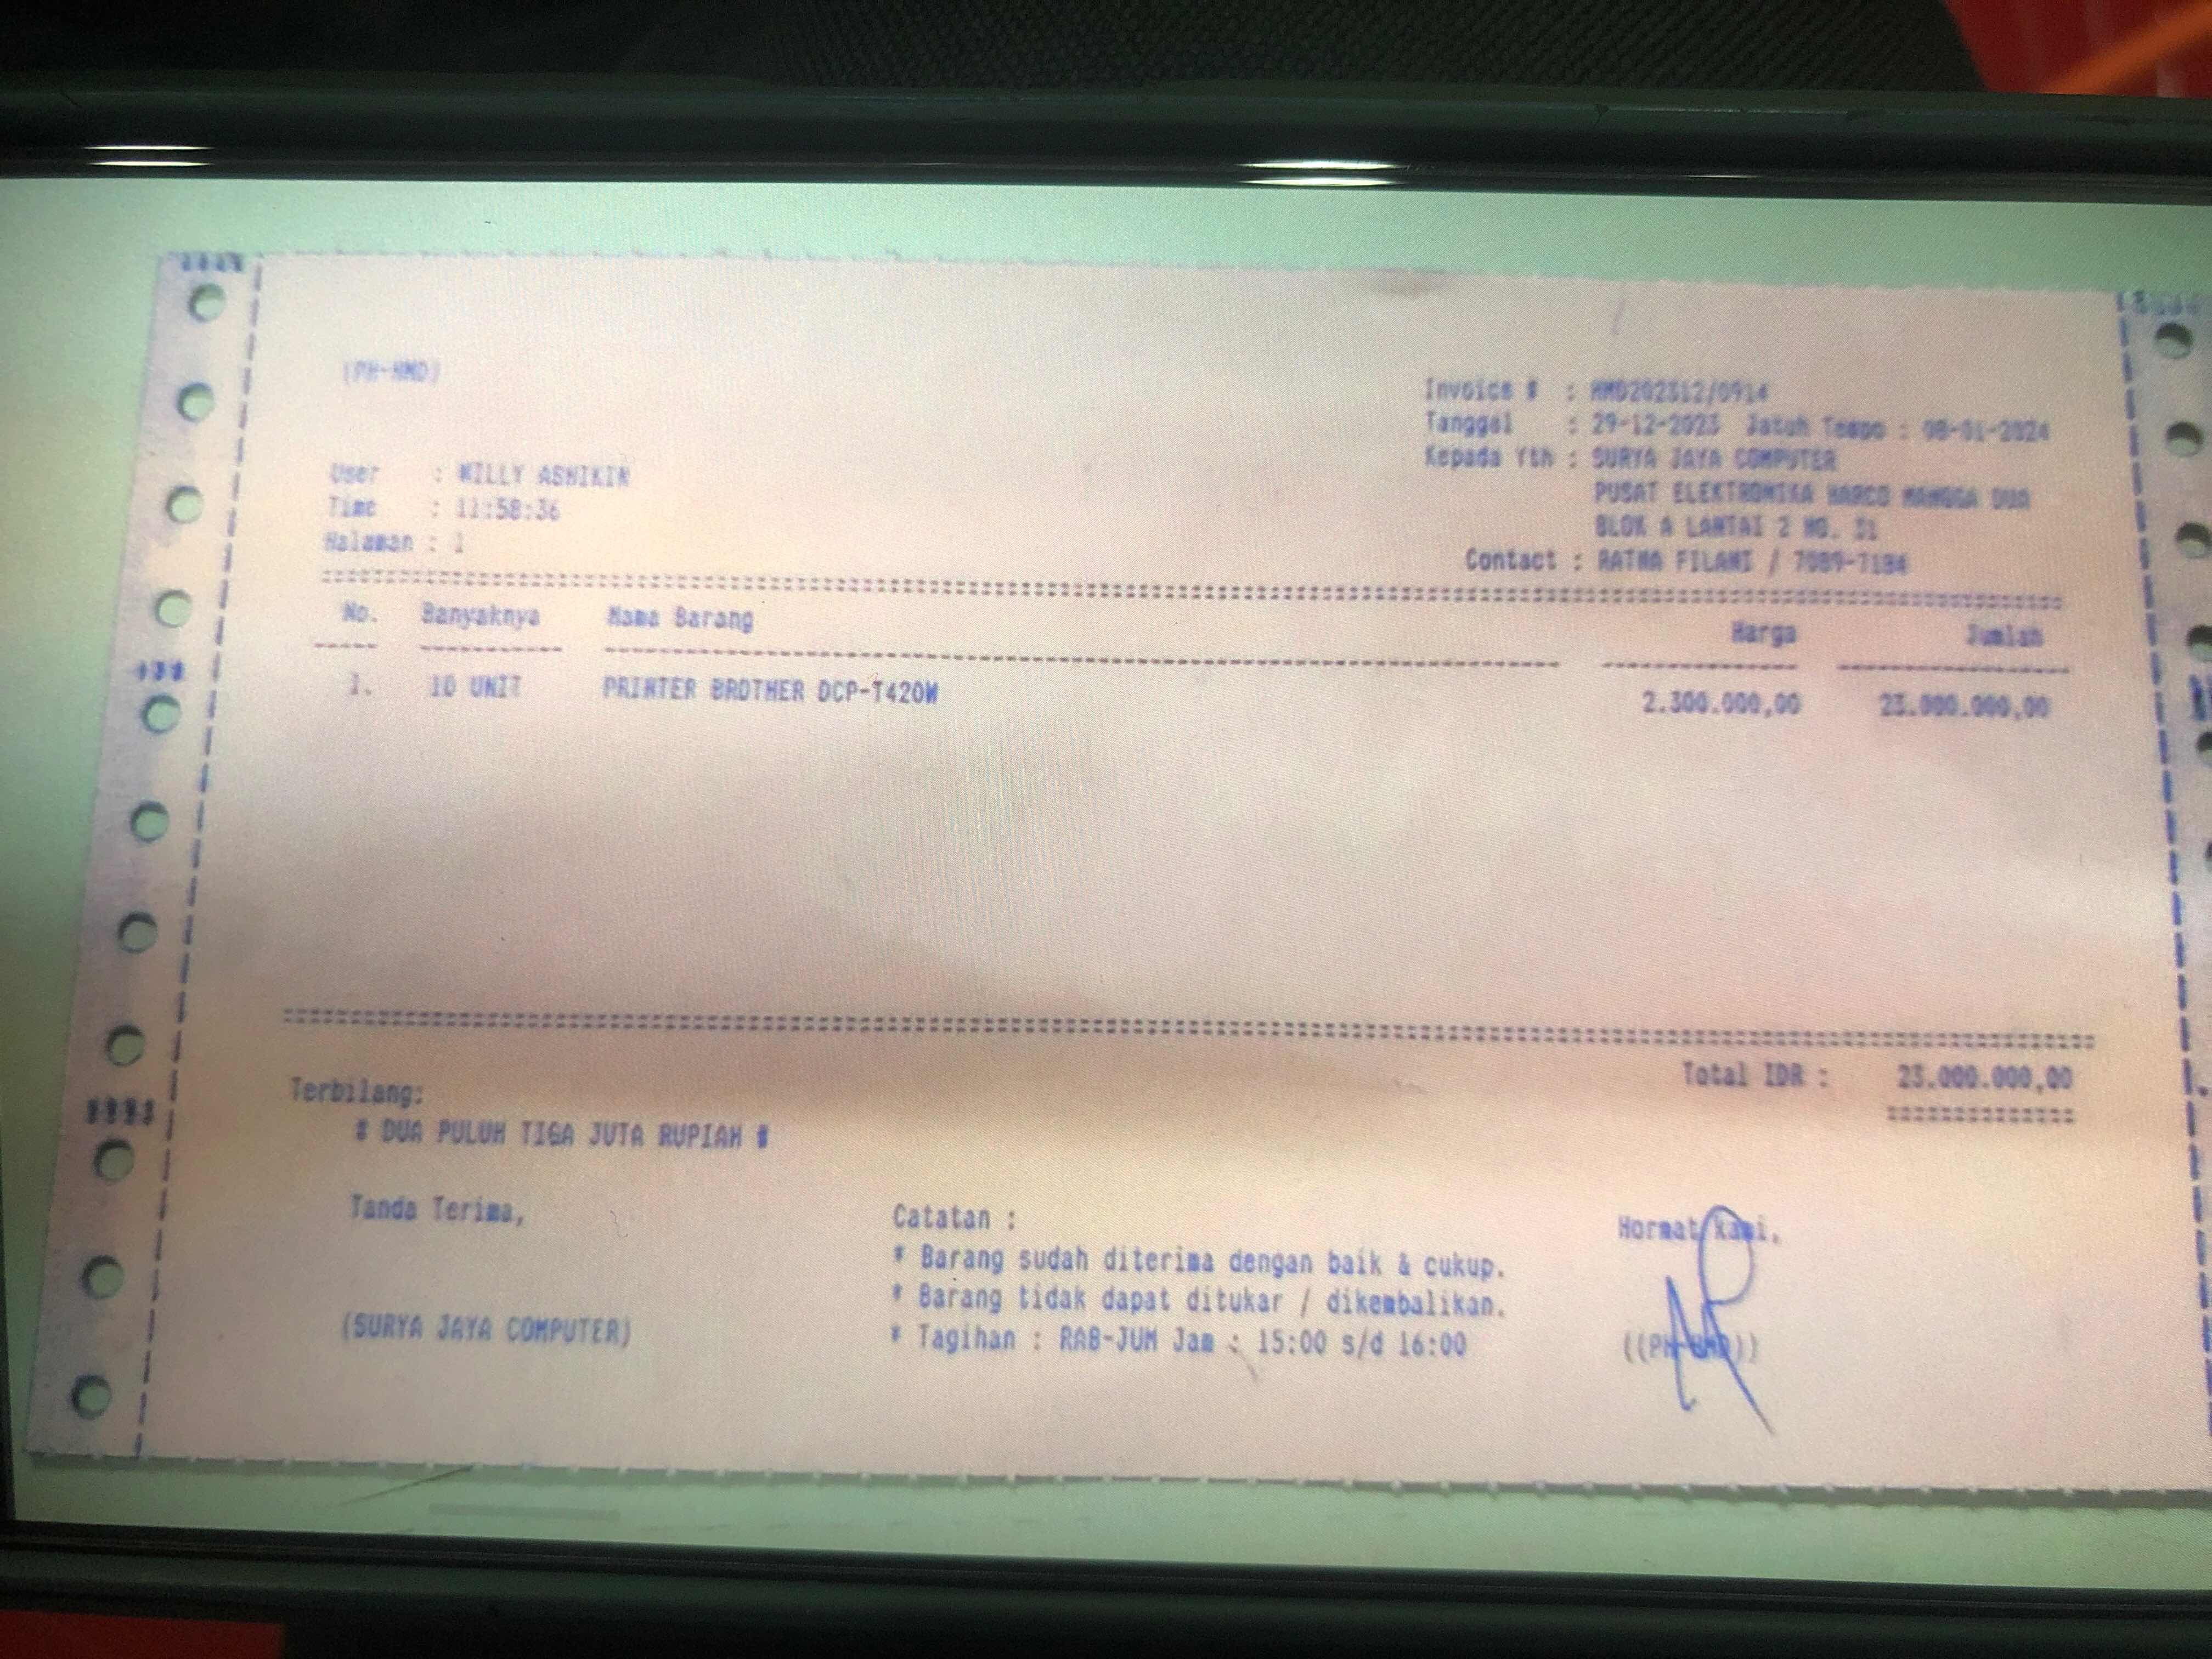 (PH-HMD)
Invoice # : HMD202312/0914
Tanggal : 29-12-2023 Jatuh Tempo : 08-01-2024
Kepada Yth : SURYA JAYA COMPUTER
PUSAT ELEKTRONIKA HARCO MANGGA DUA
BLOK A LANTAI 2 NO. 31
Contact : RATNA FILANI / 7089-7184
User : WILLY ASHIKIN
Time : 11:58:36
Halaman : 1
No. Banyaknya Nama Barang Harga Jumlah
1. 10 UNIT PRINTER BROTHER DCP-T420W 2.300.000,00 23.000.000,00
Total IDR : 23.000.000,00
Terbilang:
# DUA PULUH TIGA JUTA RUPIAH #
Tanda Terima,
(SURYA JAYA COMPUTER)
Catatan :
* Barang sudah diterima dengan baik & cukup.
* Barang tidak dapat ditukar / dikembalikan.
* Tagihan : RAB-JUM Jam : 15:00 s/d 16:00
Hormat kami,
((PH-HMD))